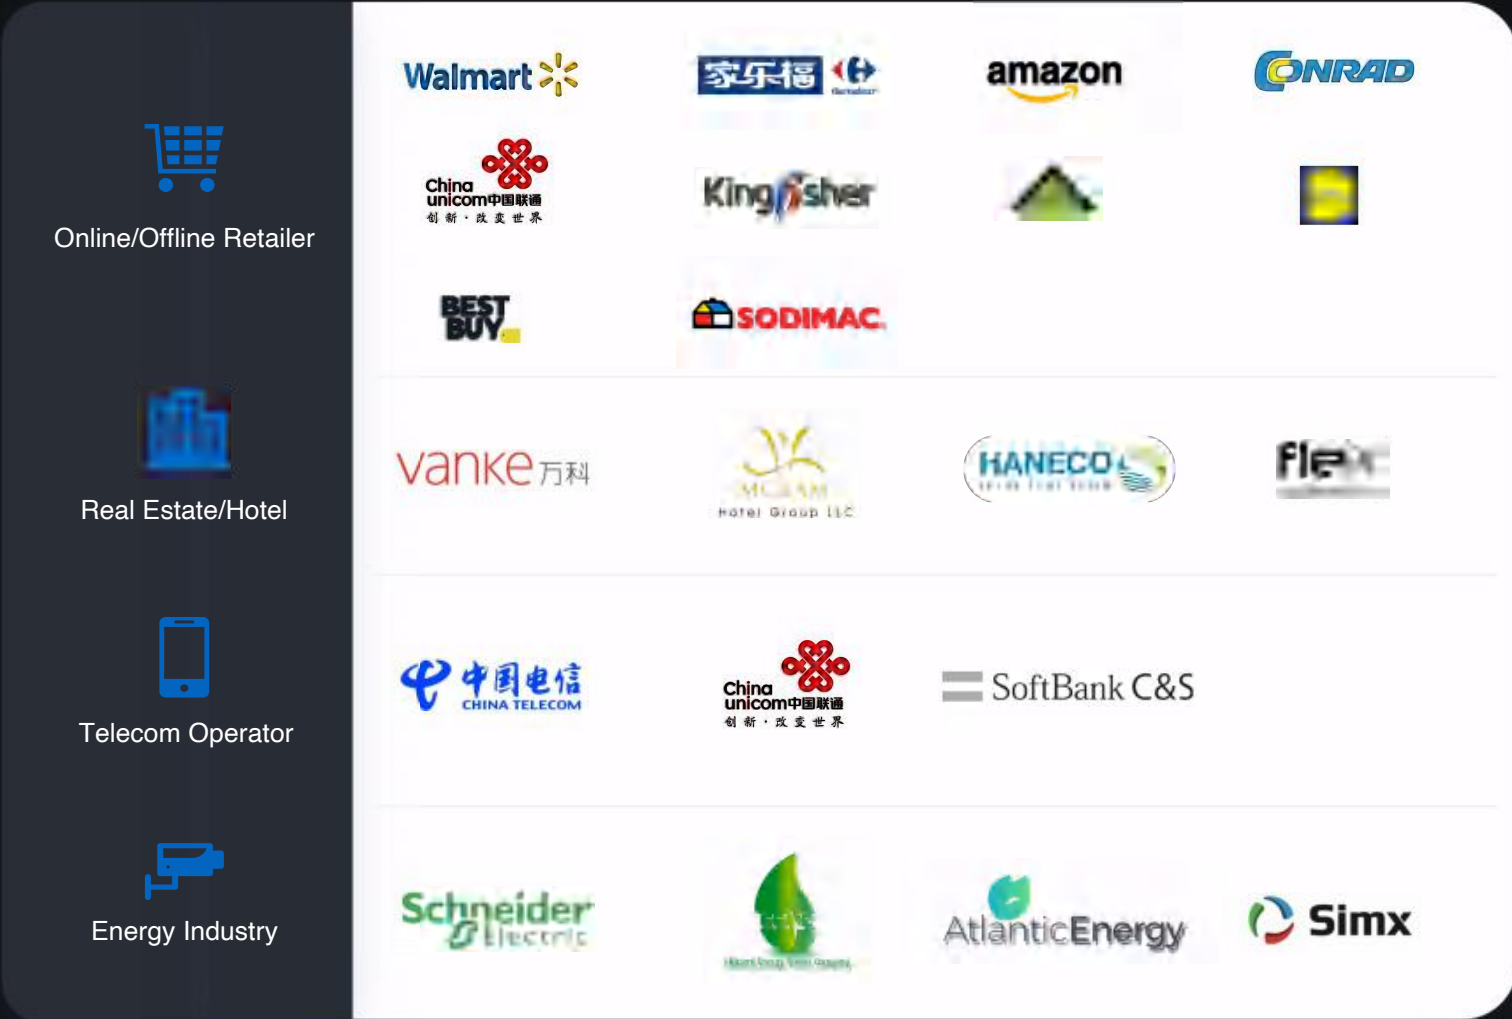 Online/Offline Retailer
Walmart
家乐福
Carrefour
amazon
CONRAD
China
unicom中国联通
创新·改变世界
Kingfisher
BEST
BUY
SODIMAC
Real Estate/Hotel
vanke万科
Hotel Group LLC
HANECO
flex
Telecom Operator
中国电信
CHINA TELECOM
China
unicom中国联通
创新·改变世界
SoftBank C&S
Energy Industry
Schneider
Electric
AtlanticEnergy
Simx